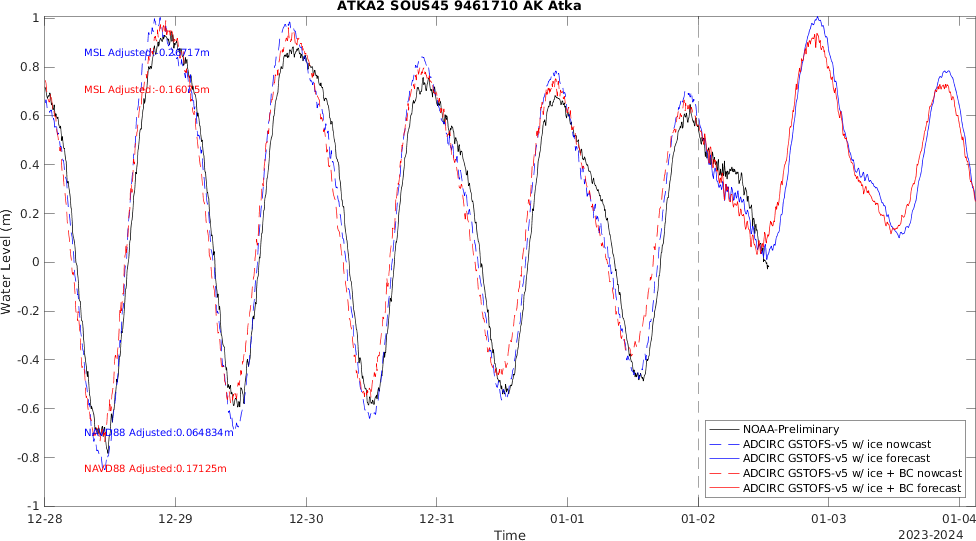 ATKA2 SOUS45 9461710 AK Atka
Water Level (m)
1
0.8
0.6
0.4
0.2
0
-0.2
-0.4
-0.6
-0.8
-1
MSL Adjusted:-0.26717m
MSL Adjusted:-0.16075m
NAVD88 Adjusted:0.064834m
NAVD88 Adjusted:0.17125m
NOAA-Preliminary
ADCIRC GSTOFS-v5 w/ ice nowcast
ADCIRC GSTOFS-v5 w/ ice forecast
ADCIRC GSTOFS-v5 w/ ice + BC nowcast
ADCIRC GSTOFS-v5 w/ ice + BC forecast
12-28 12-29 12-30 12-31 01-01 01-02 01-03 01-04
Time
2023-2024